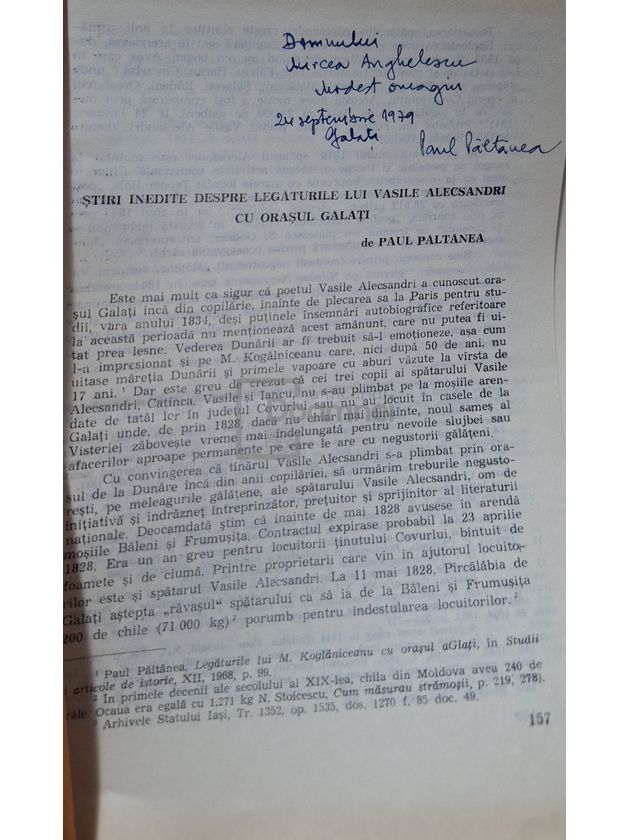 Domnului
Mircea Anghelescu
Modest omagiu
24 septembrie 1979
Galați
Paul Păltănea
ȘTIRI INEDITE DESPRE LEGĂTURILE LUI VASILE ALECSANDRI
CU ORAȘUL GALAȚI
de PAUL PĂLTĂNEA
Este mai mult ca sigur că poetul Vasile Alecsandri a cunoscut ora-
șul Galați încă din copilărie, înainte de plecarea sa la Paris pentru stu-
dii, vara anului 1834, deși puținele însemnări autobiografice referitoare
la această perioadă nu menționează acest amănunt, care nu putea fi ui-
tat prea lesne. Vederea Dunării ar fi trebuit să-l emoționeze, așa cum
l-a impresionat și pe M. Kogălniceanu care, nici după 50 de ani, nu
uitase măreția Dunării și primele vapoare cu aburi văzute la vîrsta de
17 ani. ¹ Dar este greu de crezut că cei trei copii ai spătarului Vasile
Alecsandri, Catinca, Vasile și Iancu, nu s-au plimbat pe la moșiile aren-
date de tatăl lor în județul Covurlui sau nu au locuit în casele de la
Galați unde, de prin 1828, dacă nu chiar mai dinainte, noul sameș al
Visteriei zăbovește vreme mai îndelungată pentru nevoile slujbei sau
afacerilor aproape permanente pe care le are cu negustorii gălățeni.
Cu convingerea că tînărul Vasile Alecsandri s-a plimbat prin ora-
șul de la Dunăre încă din anii copilăriei, să urmărim treburile negusto-
rești, pe meleagurile gălățene, ale spătarului Vasile Alecsandri, om de
inițiativă și îndrăzneț întreprinzător, prețuitor și sprijinitor al literaturii
naționale. Deocamdată știm că înainte de mai 1828 avusese în arendă
moșiile Băleni și Frumușița. Contractul expirase probabil la 23 aprilie
1828. Era un an greu pentru locuitorii ținutului Covurlui, bîntuit de
foamete și de ciumă. Printre proprietarii care vin în ajutorul locuito-
rilor este și spătarul Vasile Alecsandri. La 11 mai 1828, Pîrcălăbia de
Galați aștepta „răvașul" spătarului ca să ia de la Băleni și Frumușița
200 de chile (71 000 kg) ² porumb pentru îndestularea locuitorilor. ³
¹ Paul Păltănea, Legăturile lui M. Koglăniceanu cu orașul aGlați, în Studii
articole de istorie, XII, 1968, p. 99.
² In primele decenii ale secolului al XIX-lea, chila din Moldova avea 240 de
ale. Ocaua era egală cu 1,271 kg N. Stoicescu, Cum măsurau strămoșii, p. 219, 278).
³ Arhivele Statului Iași, Tr. 1352, op. 1535, dos. 1270 f. 85 doc. 49.
157